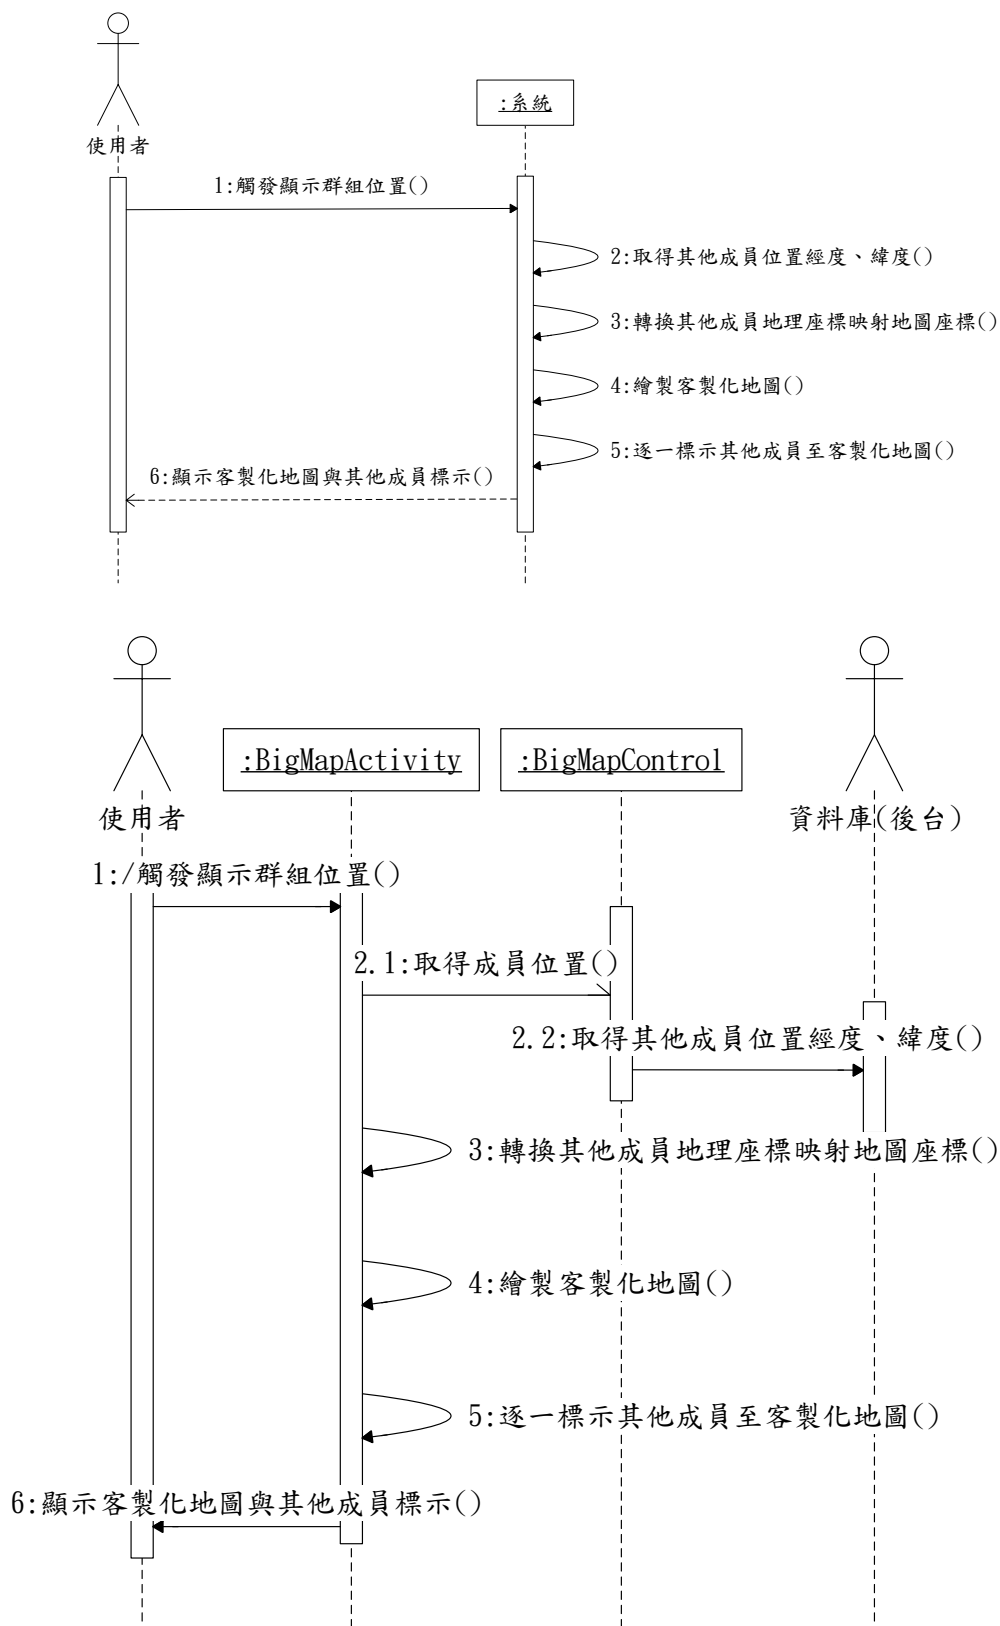 :系統
使用者
1:觸發顯示群組位置()
2:取得其他成員位置經度、緯度()
3:轉換其他成員地理座標映射地圖座標()
4:繪製客製化地圖()
5:逐一標示其他成員至客製化地圖()
6:顯示客製化地圖與其他成員標示()
:BigMapActivity
:BigMapControl
使用者
資料庫(後台)
1:/觸發顯示群組位置()
2.1:取得成員位置()
2.2:取得其他成員位置經度、緯度()
3:轉換其他成員地理座標映射地圖座標()
4:繪製客製化地圖()
5:逐一標示其他成員至客製化地圖()
6:顯示客製化地圖與其他成員標示()